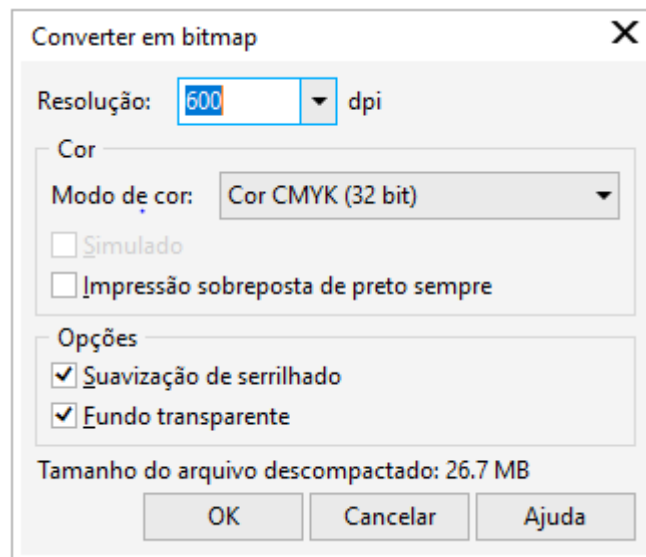 Converter em bitmap
Resolução: 600 dpi
Cor
Modo de cor: Cor CMYK (32 bit)
Simulado
Impressão sobreposta de preto sempre
Opções
Suavização de serrilhado
Fundo transparente
Tamanho do arquivo descompactado: 26.7 MB
OK Cancelar Ajuda